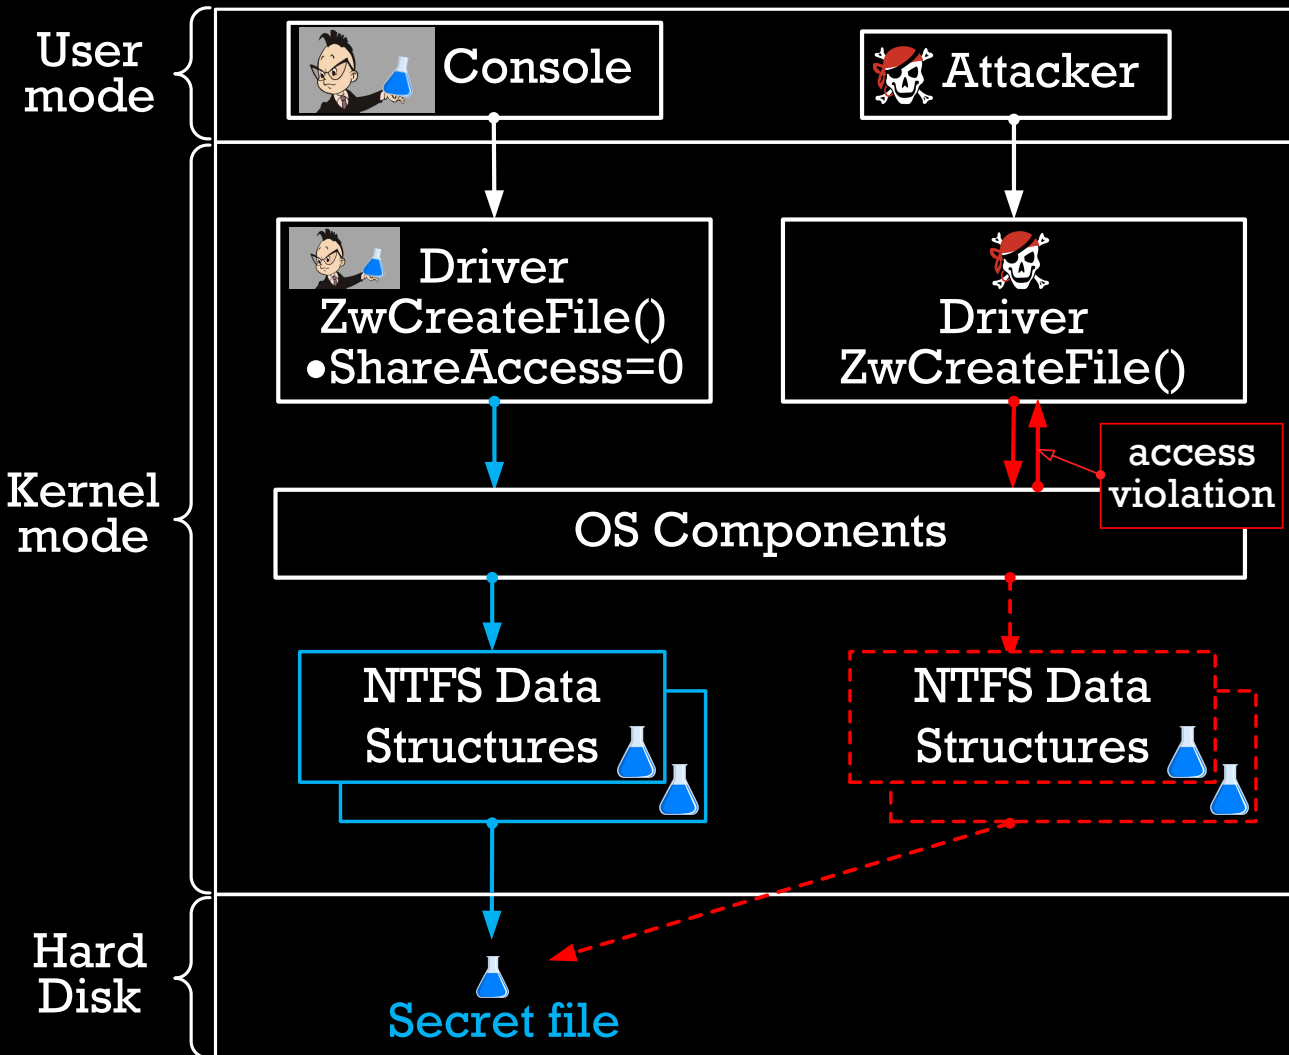 User
mode
Console
Attacker
Kernel
mode
Driver
ZwCreateFile()
•ShareAccess=0
Driver
ZwCreateFile()
access
violation
OS Components
NTFS Data
Structures
NTFS Data
Structures
Hard
Disk
Secret file